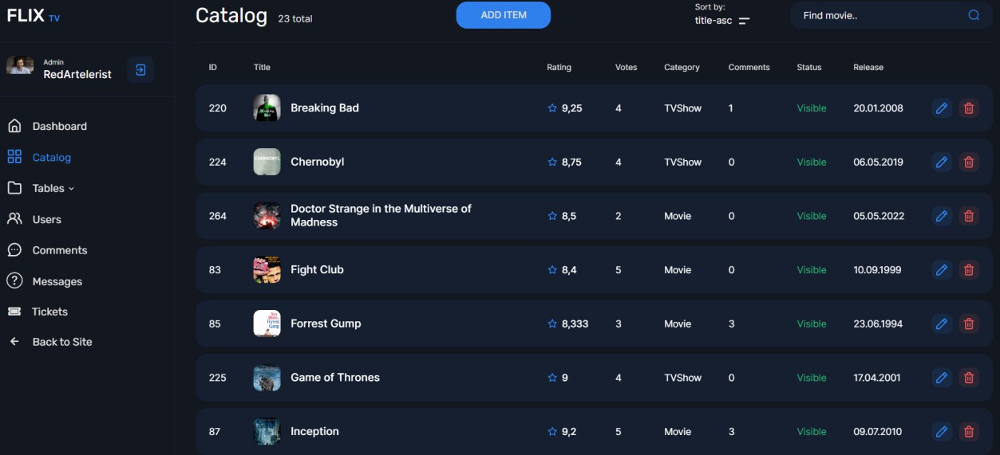 FLIX TV
Catalog 23 total
ADD ITEM
Sort by:
title-asc
Find movie..
Admin
RedArtelerist
Dashboard
Catalog
Tables
Users
Comments
Messages
Tickets
Back to Site
ID Title Rating Votes Category Comments Status Release
220 Breaking Bad 9,25 4 TVShow 1 Visible 20.01.2008
224 Chernobyl 8,75 4 TVShow 0 Visible 06.05.2019
264 Doctor Strange in the Multiverse of
Madness 8,5 2 Movie 0 Visible 05.05.2022
83 Fight Club 8,4 5 Movie 0 Visible 10.09.1999
85 Forrest Gump 8,333 3 Movie 3 Visible 23.06.1994
225 Game of Thrones 9 4 TVShow 0 Visible 17.04.2001
87 Inception 9,2 5 Movie 3 Visible 09.07.2010